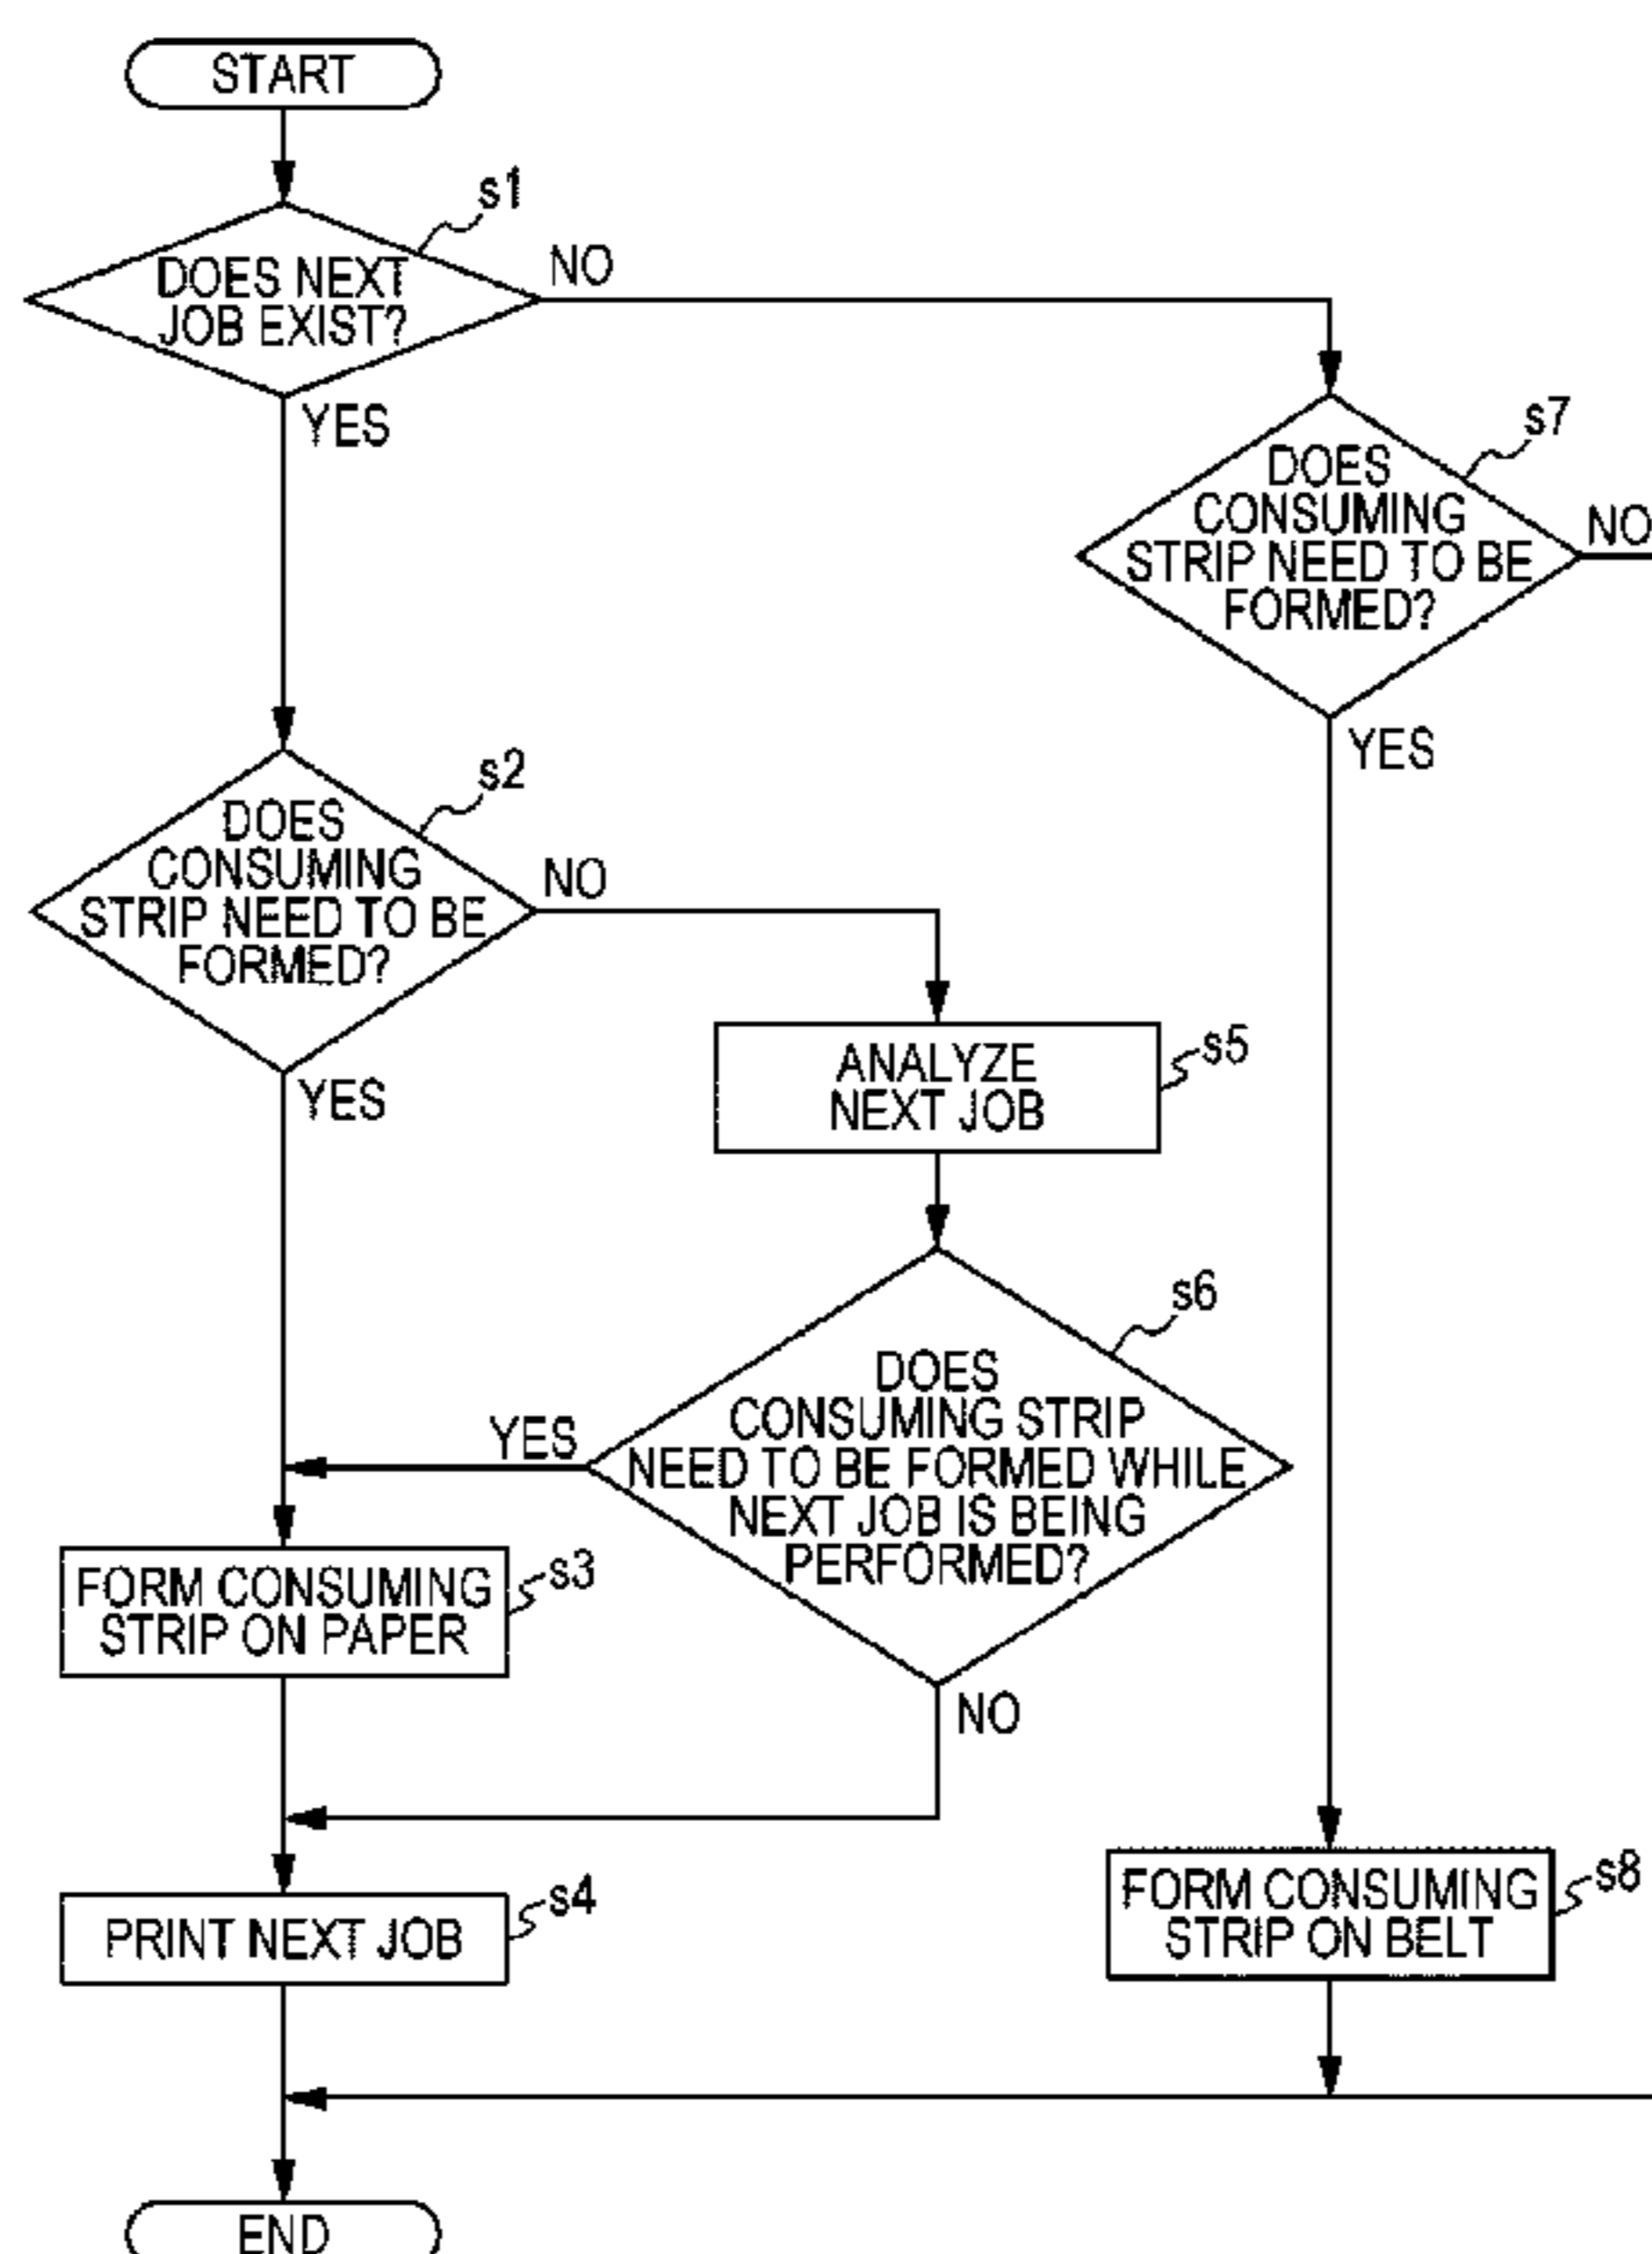 START
s1
DOES NEXT
JOB EXIST?
NO
YES
s7
DOES
CONSUMING
STRIP NEED TO BE
FORMED?
NO
YES
s2
DOES
CONSUMING
STRIP NEED TO BE
FORMED?
NO
YES
ANALYZE
NEXT JOB
s5
s6
DOES
CONSUMING STRIP
NEED TO BE FORMED WHILE
NEXT JOB IS BEING
PERFORMED?
YES
NO
FORM CONSUMING
STRIP ON PAPER
s3
PRINT NEXT JOB
s4
FORM CONSUMING
STRIP ON BELT
s8
END